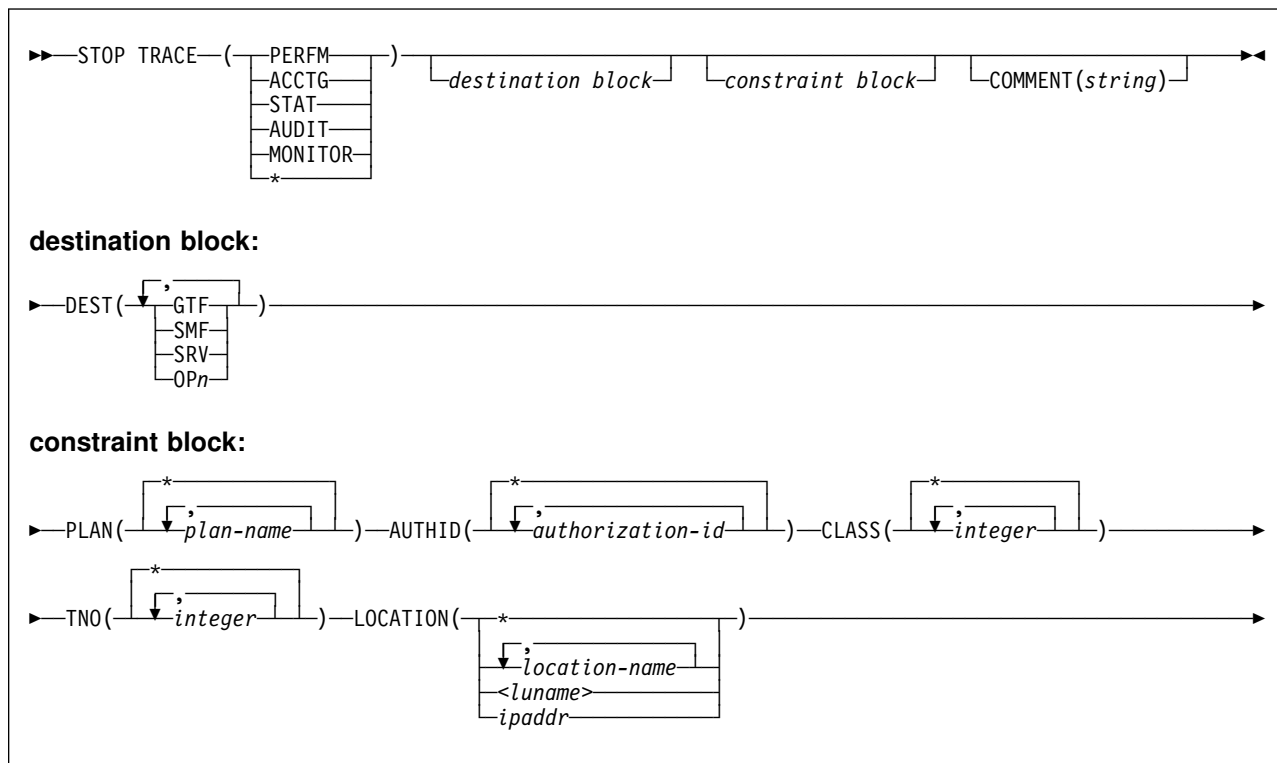 STOP TRACE ( PERFM ) destination block constraint block COMMENT(string)
ACCTG
STAT
AUDIT
MONITOR
*
destination block:
,
DEST( GTF )
SMF
SRV
OPn
constraint block:
* * *
, , ,
PLAN( plan-name ) AUTHID( authorization-id ) CLASS( integer )
*
,
TNO( integer ) LOCATION( * )
,
location-name
<luname>
ipaddr